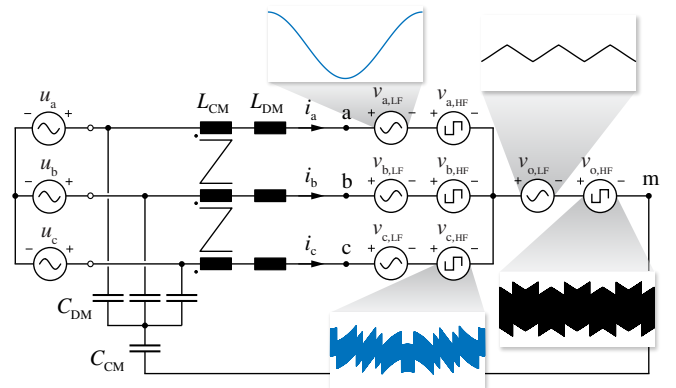 v_a,LF v_a,HF
u_a L_CM L_DM i_a a
− + + − + −
v_b,LF v_b,HF v_o,LF v_o,HF
u_b i_b b m
− + + − + − + − + −
v_c,LF v_c,HF
u_c i_c c
− + + − + −
C_DM
C_CM